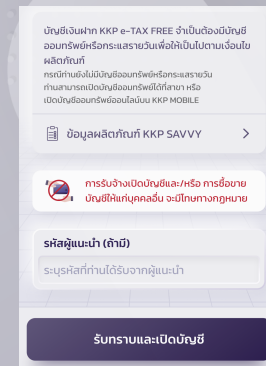 บัญชีเงินฝาก KKP e-TAX FREE จำเป็นต้องมีบัญชี
ออมทรัพย์หรือกระแสรายวันเพื่อให้เป็นไปตามเงื่อนไข
ผลิตภัณฑ์
กรณีท่านยังไม่มีบัญชีออมทรัพย์หรือกระแสรายวัน
ท่านสามารถเปิดบัญชีออมทรัพย์ได้ที่สาขา หรือ
เปิดบัญชีออมทรัพย์ออนไลน์บน KKP MOBILE
ข้อมูลผลิตภัณฑ์ KKP SAVVY
การรับจ้างเปิดบัญชีและ/หรือ การซื้อขาย
บัญชีให้แก่บุคคลอื่น จะมีโทษทางกฎหมาย
รหัสผู้แนะนำ (ถ้ามี)
ระบุรหัสที่ท่านได้รับจากผู้แนะนำ
รับทราบและเปิดบัญชี